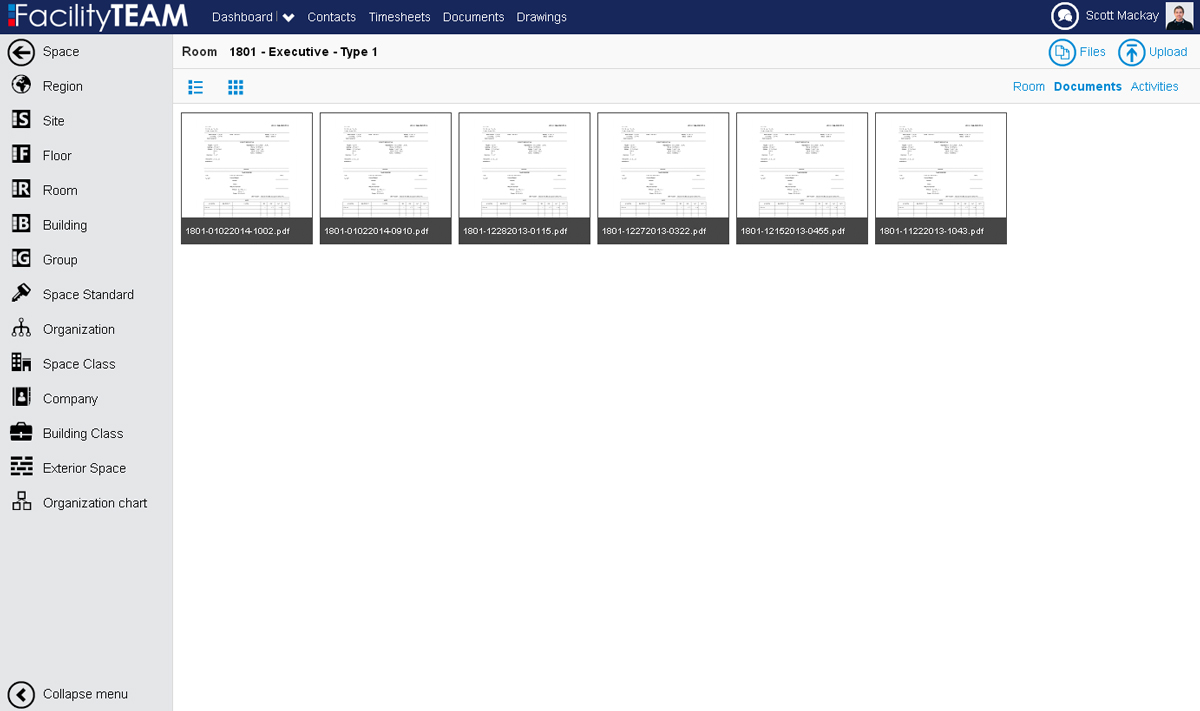 FacilityTEAM
Dashboard Contacts Timesheets Documents Drawings
Scott Mackay
Space
Region
Site
Floor
Room
Building
Group
Space Standard
Organization
Space Class
Company
Building Class
Exterior Space
Organization chart
Collapse menu
Room 1801 - Executive - Type 1
Files Upload
Room Documents Activities
1801-01022014-1002.pdf
1801-01022014-0910.pdf
1801-12282013-0115.pdf
1801-12272013-0322.pdf
1801-12152013-0455.pdf
1801-11222013-1043.pdf